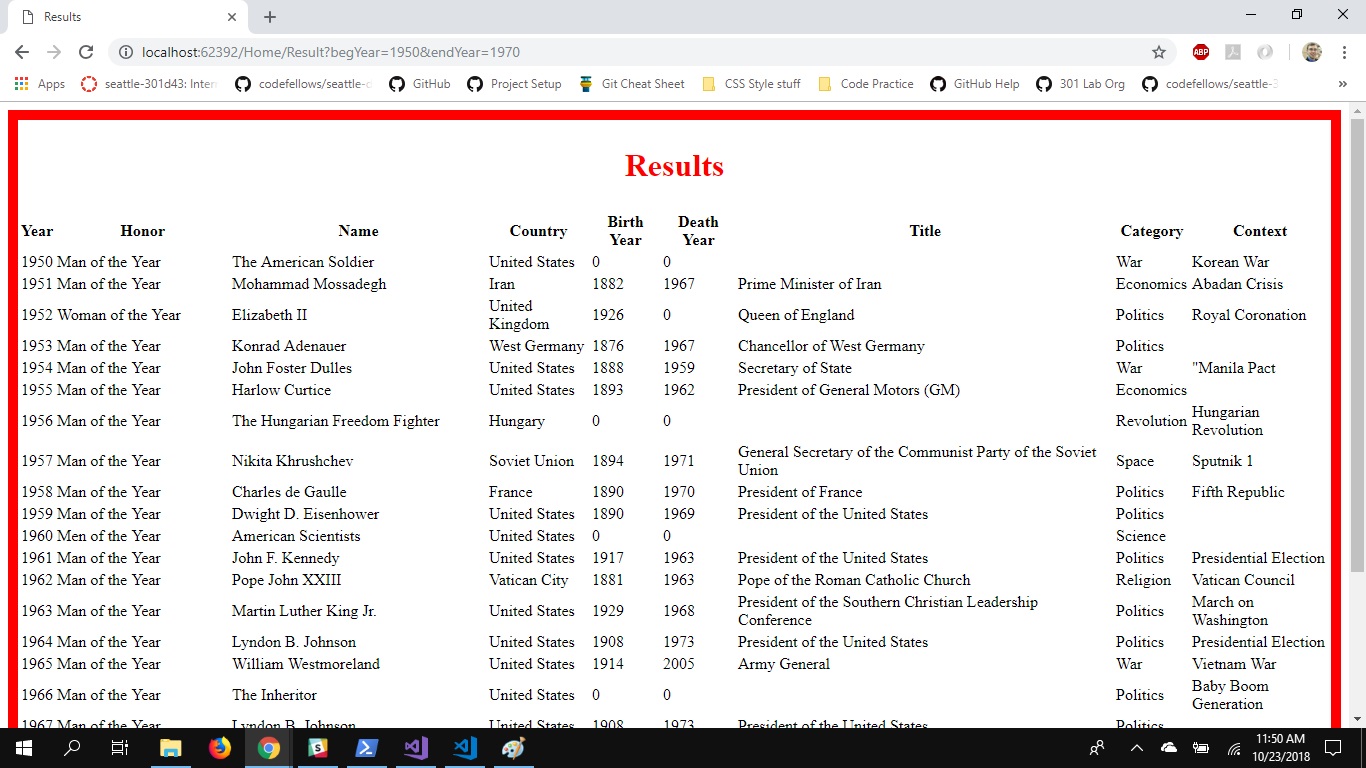 Results
localhost:62392/Home/Result?begYear=1950&endYear=1970
ABP
Apps seattle-301d43: Inter codefellows/seattle- GitHub Project Setup Git Cheat Sheet CSS Style stuff Code Practice GitHub Help 301 Lab Org codefellows/seattle-3 »
Results
Year Honor Name Country Birth Year Death Year Title Category Context
1950 Man of the Year The American Soldier United States 0 0 War Korean War
1951 Man of the Year Mohammad Mossadegh Iran 1882 1967 Prime Minister of Iran Economics Abadan Crisis
1952 Woman of the Year Elizabeth II United Kingdom 1926 0 Queen of England Politics Royal Coronation
1953 Man of the Year Konrad Adenauer West Germany 1876 1967 Chancellor of West Germany Politics
1954 Man of the Year John Foster Dulles United States 1888 1959 Secretary of State War "Manila Pact
1955 Man of the Year Harlow Curtice United States 1893 1962 President of General Motors (GM) Economics
1956 Man of the Year The Hungarian Freedom Fighter Hungary 0 0 Revolution Hungarian Revolution
1957 Man of the Year Nikita Khrushchev Soviet Union 1894 1971 General Secretary of the Communist Party of the Soviet Union Space Sputnik 1
1958 Man of the Year Charles de Gaulle France 1890 1970 President of France Politics Fifth Republic
1959 Man of the Year Dwight D. Eisenhower United States 1890 1969 President of the United States Politics
1960 Men of the Year American Scientists United States 0 0 Science
1961 Man of the Year John F. Kennedy United States 1917 1963 President of the United States Politics Presidential Election
1962 Man of the Year Pope John XXIII Vatican City 1881 1963 Pope of the Roman Catholic Church Religion Vatican Council
1963 Man of the Year Martin Luther King Jr. United States 1929 1968 President of the Southern Christian Leadership Conference Politics March on Washington
1964 Man of the Year Lyndon B. Johnson United States 1908 1973 President of the United States Politics Presidential Election
1965 Man of the Year William Westmoreland United States 1914 2005 Army General War Vietnam War
1966 Man of the Year The Inheritor United States 0 0 Politics Baby Boom Generation
1967 Man of the Year Lyndon B. Johnson United States 1908 1973 President of the United States Politics
11:50 AM
10/23/2018